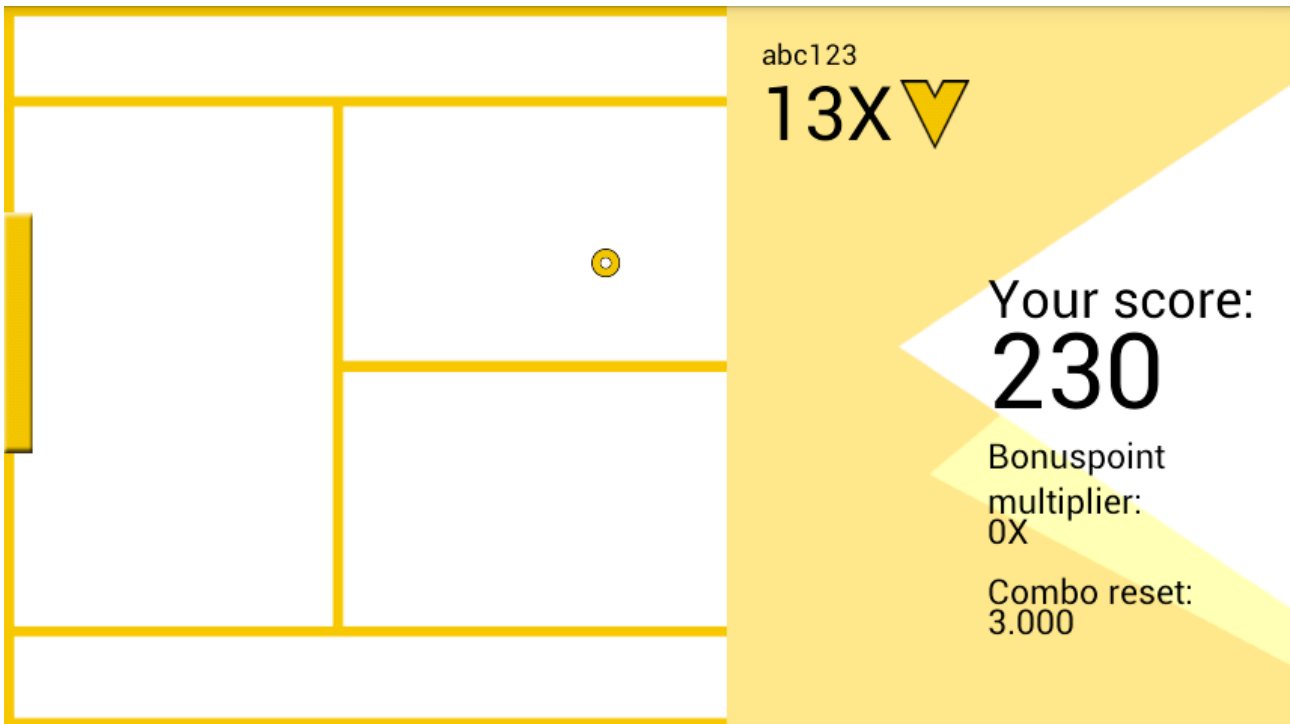 abc123
13X
Your score:
230
Bonuspoint
multiplier:
0X
Combo reset:
3.000